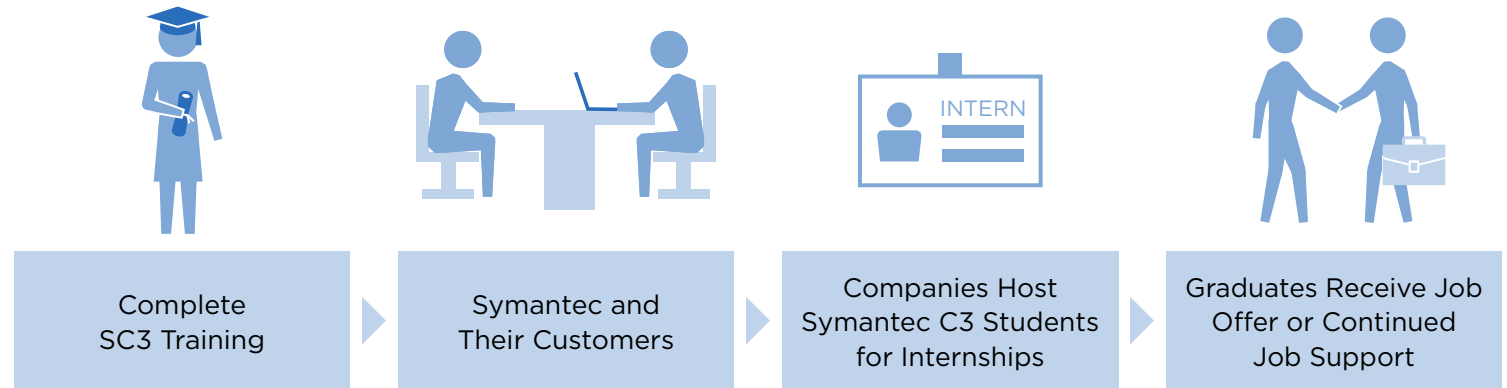 INTERN
Complete
SC3 Training
Symantec and
Their Customers
Companies Host
Symantec C3 Students
for Internships
Graduates Receive Job
Offer or Continued
Job Support